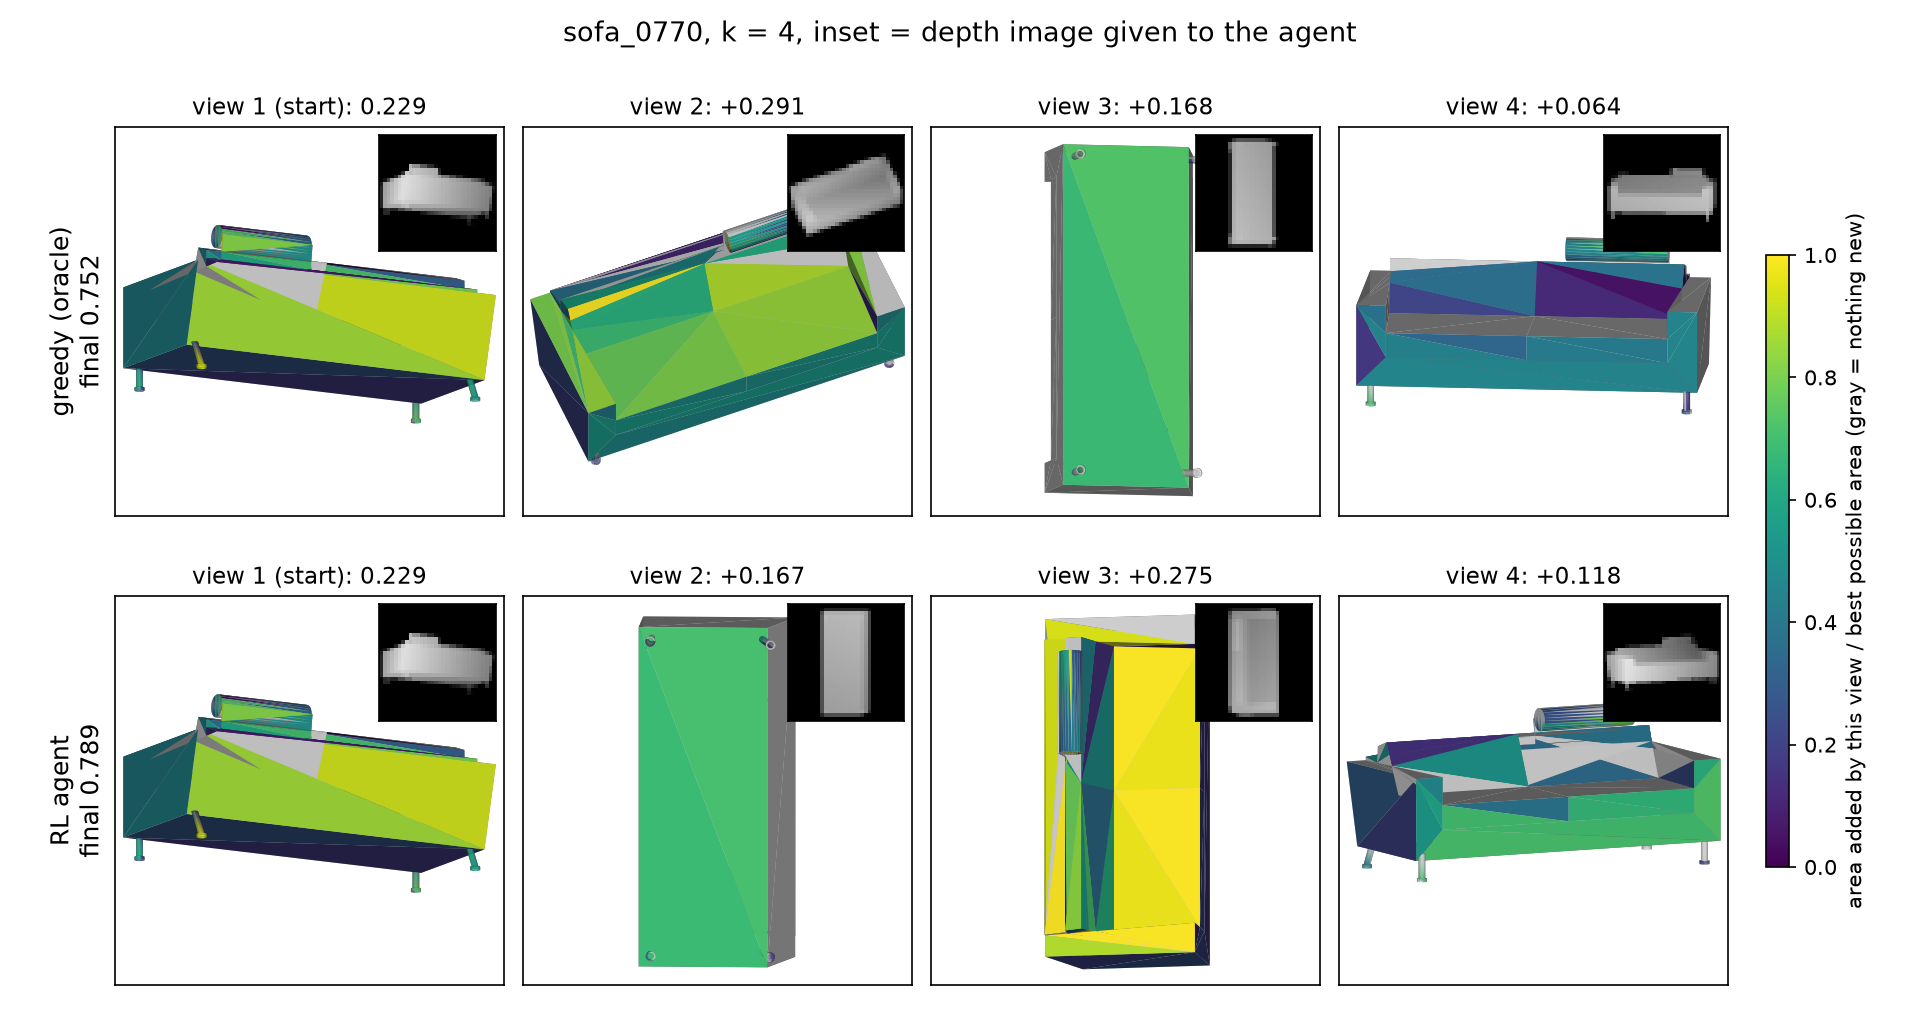 sofa_0770, k = 4, inset = depth image given to the agent
greedy (oracle)
final 0.752
view 1 (start): 0.229
view 2: +0.291
view 3: +0.168
view 4: +0.064
RL agent
final 0.789
view 1 (start): 0.229
view 2: +0.167
view 3: +0.275
view 4: +0.118
1.0
0.8
0.6
0.4
0.2
0.0
area added by this view / best possible area (gray = nothing new)